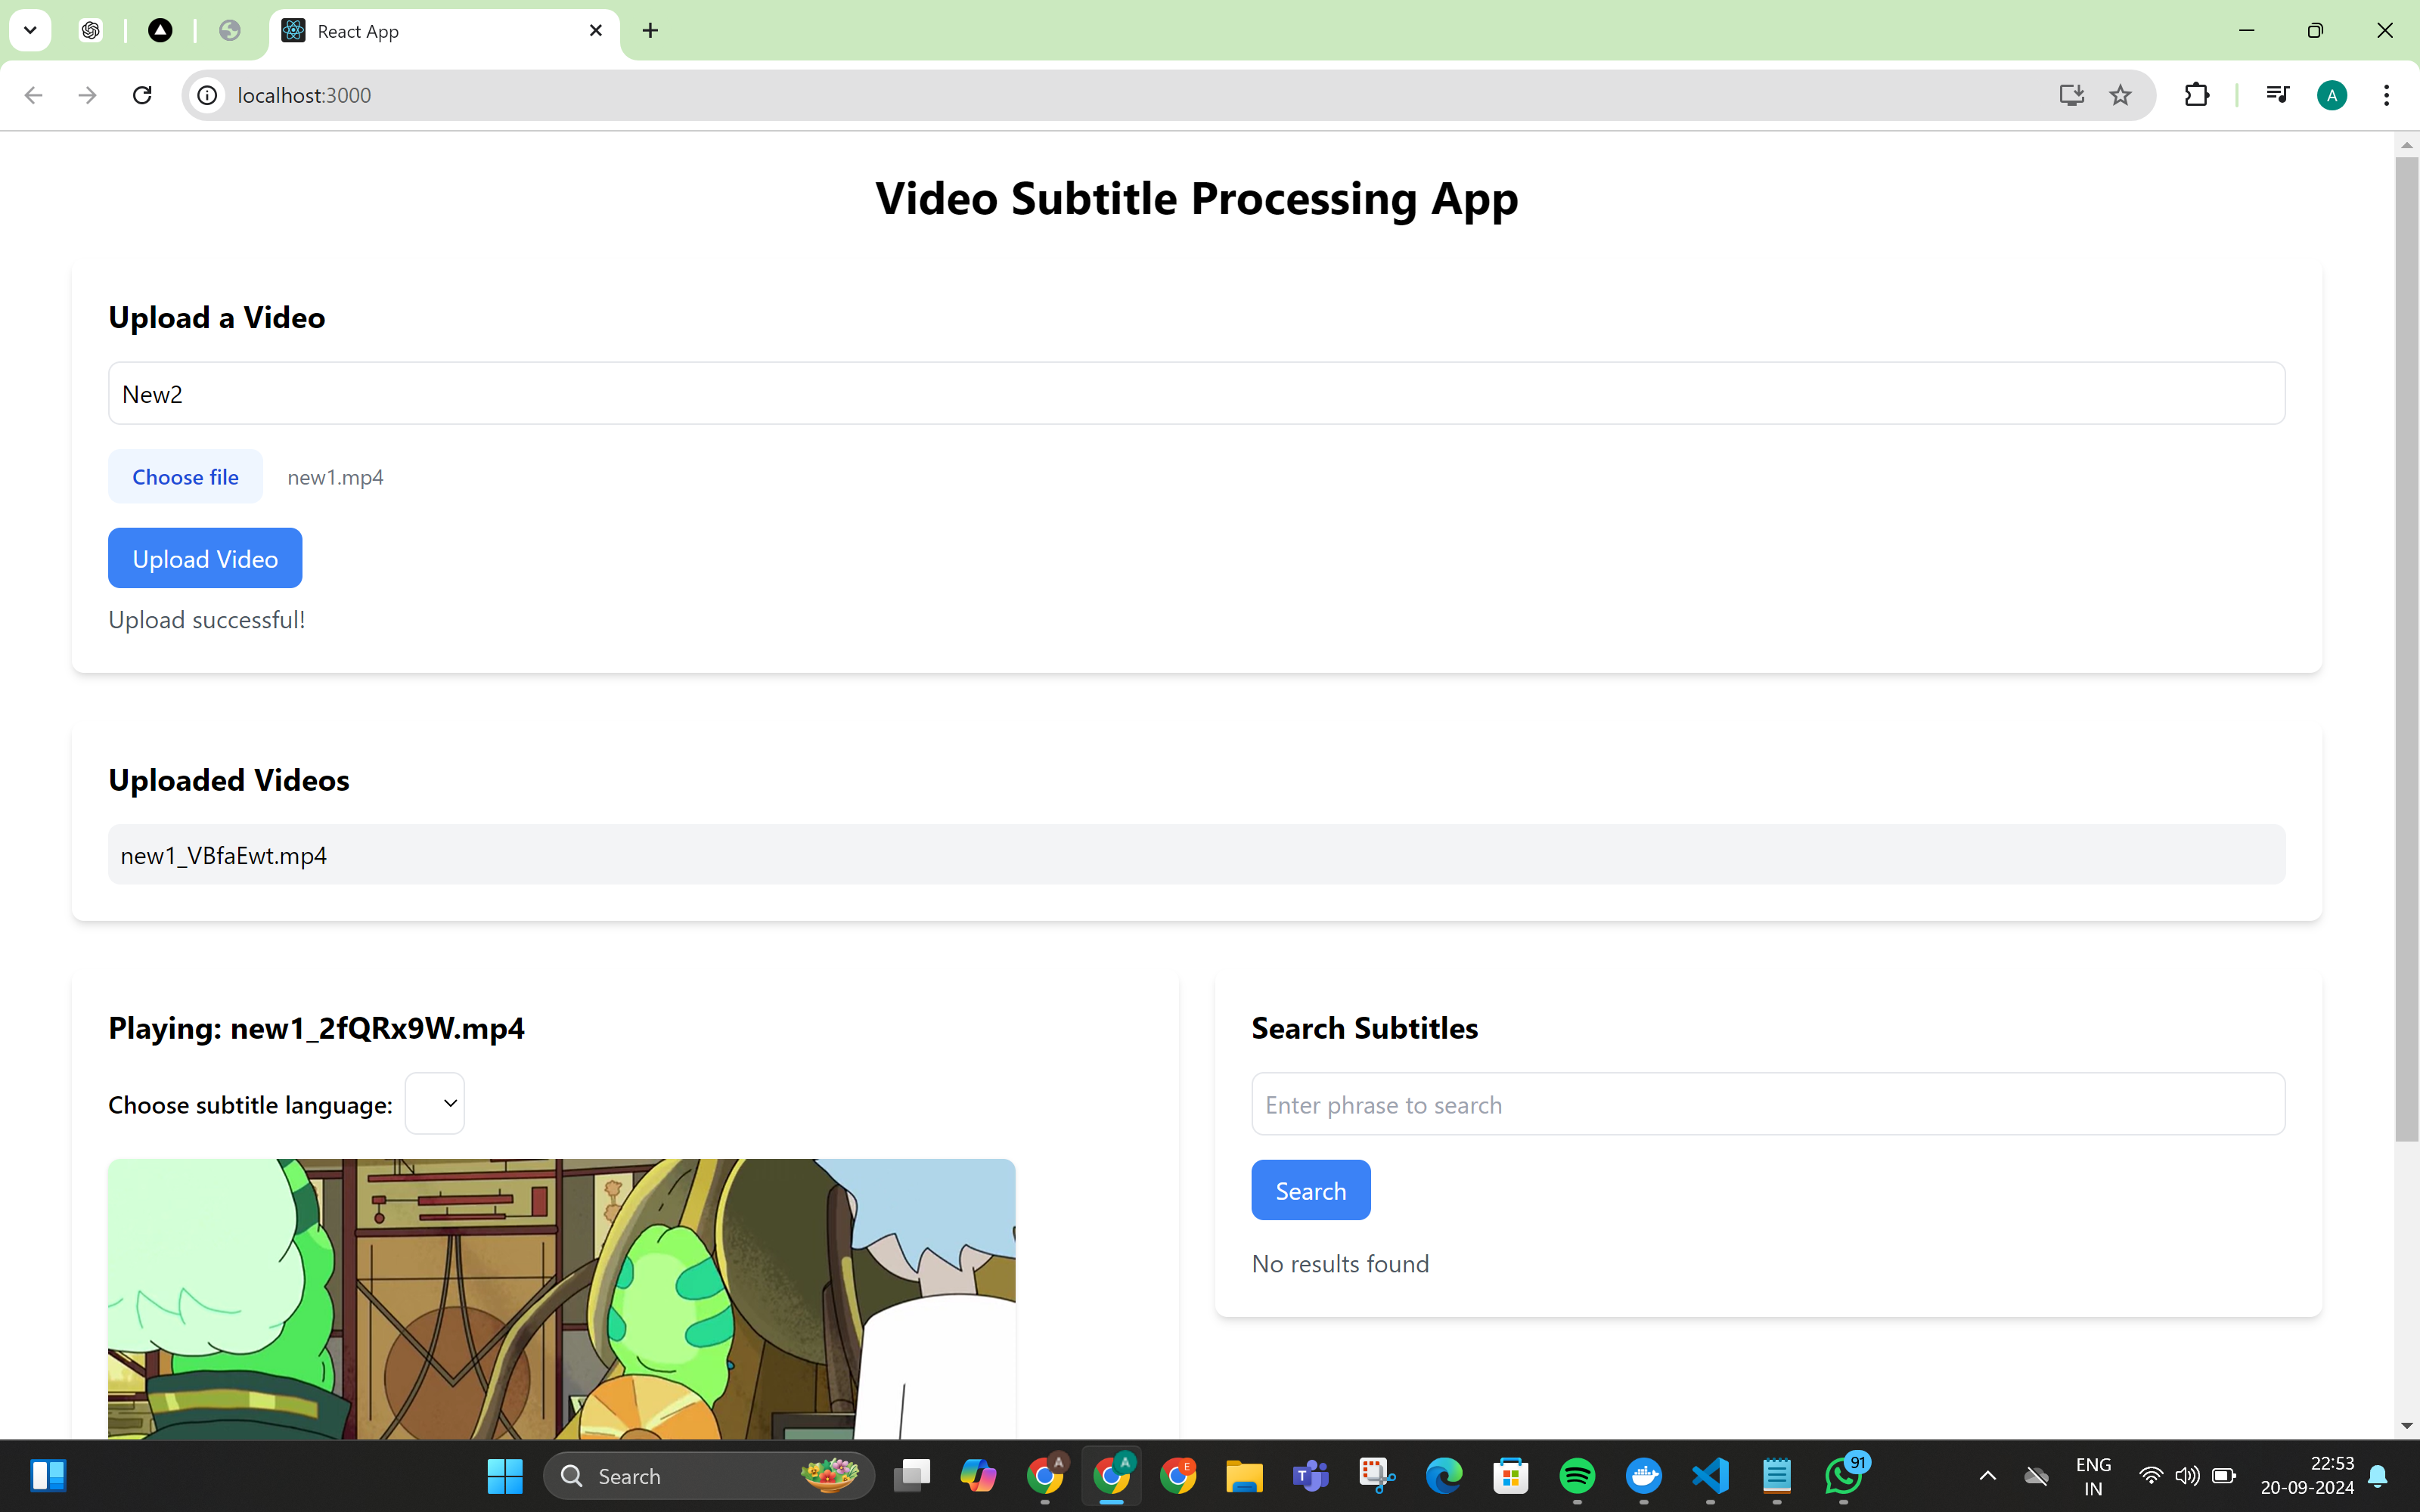 React App
localhost:3000
A
Video Subtitle Processing App
Upload a Video
New2
Choose file new1.mp4
Upload Video
Upload successful!
Uploaded Videos
new1_VBfaEwt.mp4
Playing: new1_2fQRx9W.mp4
Choose subtitle language:
Search Subtitles
Enter phrase to search
Search
No results found
Search
A
A
E
T
91
ENG
IN
22:53
20-09-2024